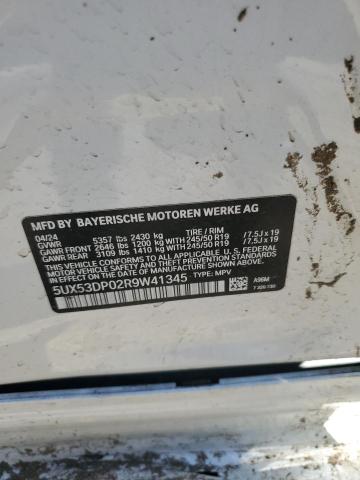 MFD BY BAYERISCHE MOTOREN WERKE AG
04/24 TIRE / RIM
GVWR 5357 lbs 2430 kg
GAWR FRONT 2646 lbs 1200 kg WITH 245/50 R19 /7.5J x 19
GAWR REAR 3109 lbs 1410 kg WITH 245/50 R19 /7.5J x 19
THIS VEHICLE CONFORMS TO ALL APPLICABLE U.S. FEDERAL
MOTOR VEHICLE SAFETY, BUMPER, AND THEFT PREVENTION
STANDARDS IN EFFECT ON THE DATE OF MANUFACTURE SHOWN ABOVE.
5UX53DP02R9W41345 TYPE: MPV
A96M